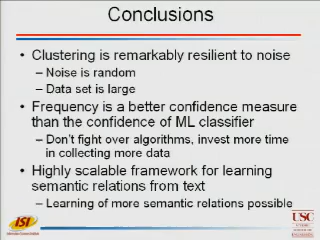 Conclusions
• Clustering is remarkably resilient to noise
– Noise is random
– Data set is large
• Frequency is a better confidence measure
than the confidence of ML classifier
– Don't fight over algorithms, invest more time
in collecting more data
• Highly scalable framework for learning
semantic relations from text
– Learning of more semantic relations possible
ISI
USC